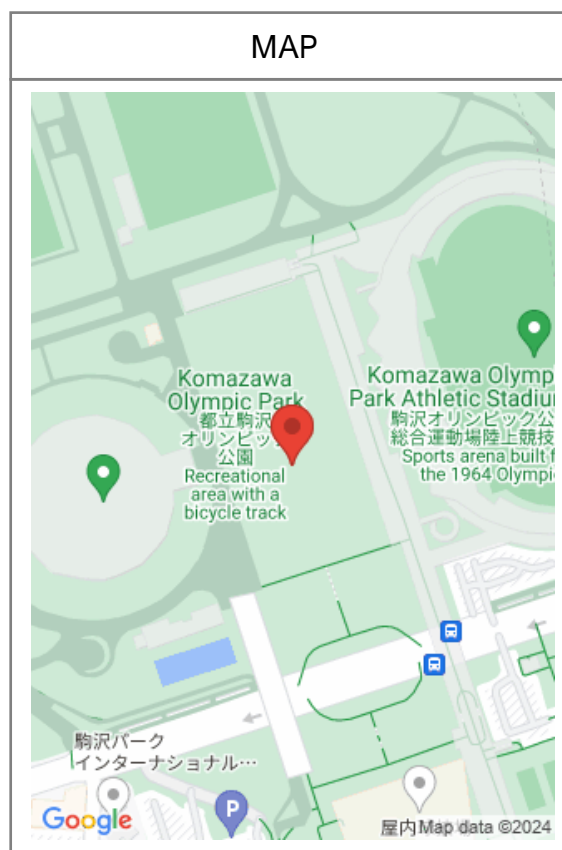 MAP
Komazawa
Olympic Park
都立駒沢
オリンピック
公園
Recreational
area with a
bicycle track
Komazawa Olymp
Park Athletic Stadiu
駒沢オリンピック公
総合運動場陸上競技
Sports arena built f
the 1964 Olympi
駒沢パーク
インターナショナル…
P
Google
屋内
Map data ©2024